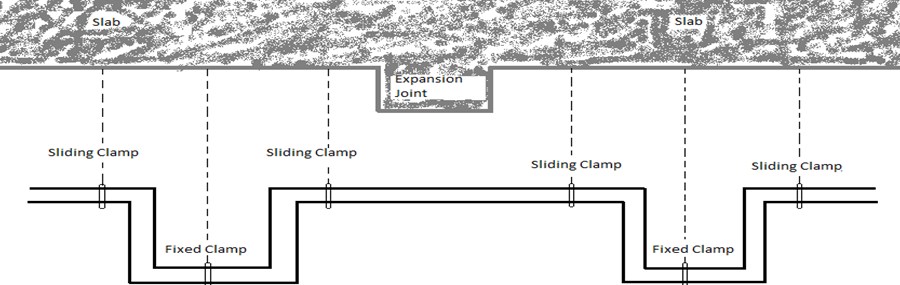 Slab
Slab
Expansion
Joint
Sliding Clamp
Sliding Clamp
Sliding Clamp
Sliding Clamp
Fixed Clamp
Fixed Clamp